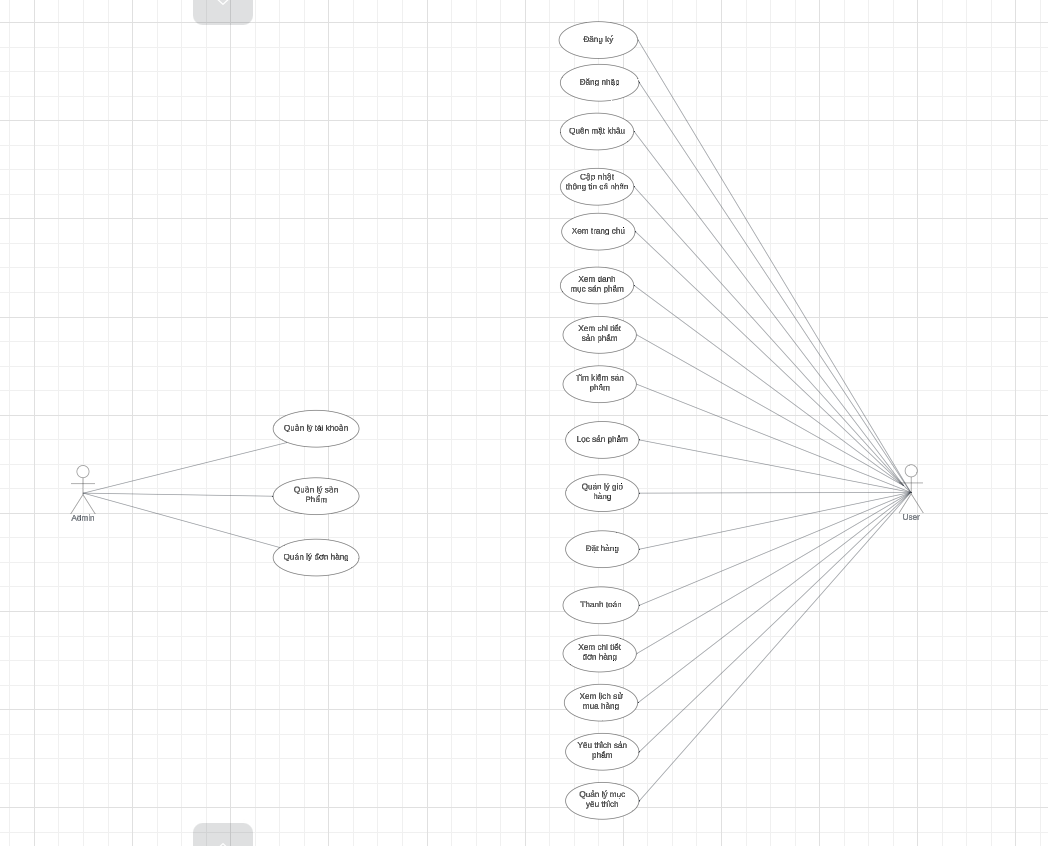 Đăng ký
Đăng nhập
Quên mật khẩu
Cập nhật
thông tin cá nhân
Xem trang chủ
Xem danh
mục sản phẩm
Xem chi tiết
sản phẩm
Tìm kiếm sản
phẩm
Lọc sản phẩm
Quản lý giỏ
hàng
Đặt hàng
Thanh toán
Xem chi tiết
đơn hàng
Xem lịch sử
mua hàng
Yêu thích sản
phẩm
Quản lý mục
yêu thích
Quản lý tài khoản
Quản lý sản
Phẩm
Quản lý đơn hàng
Admin
User